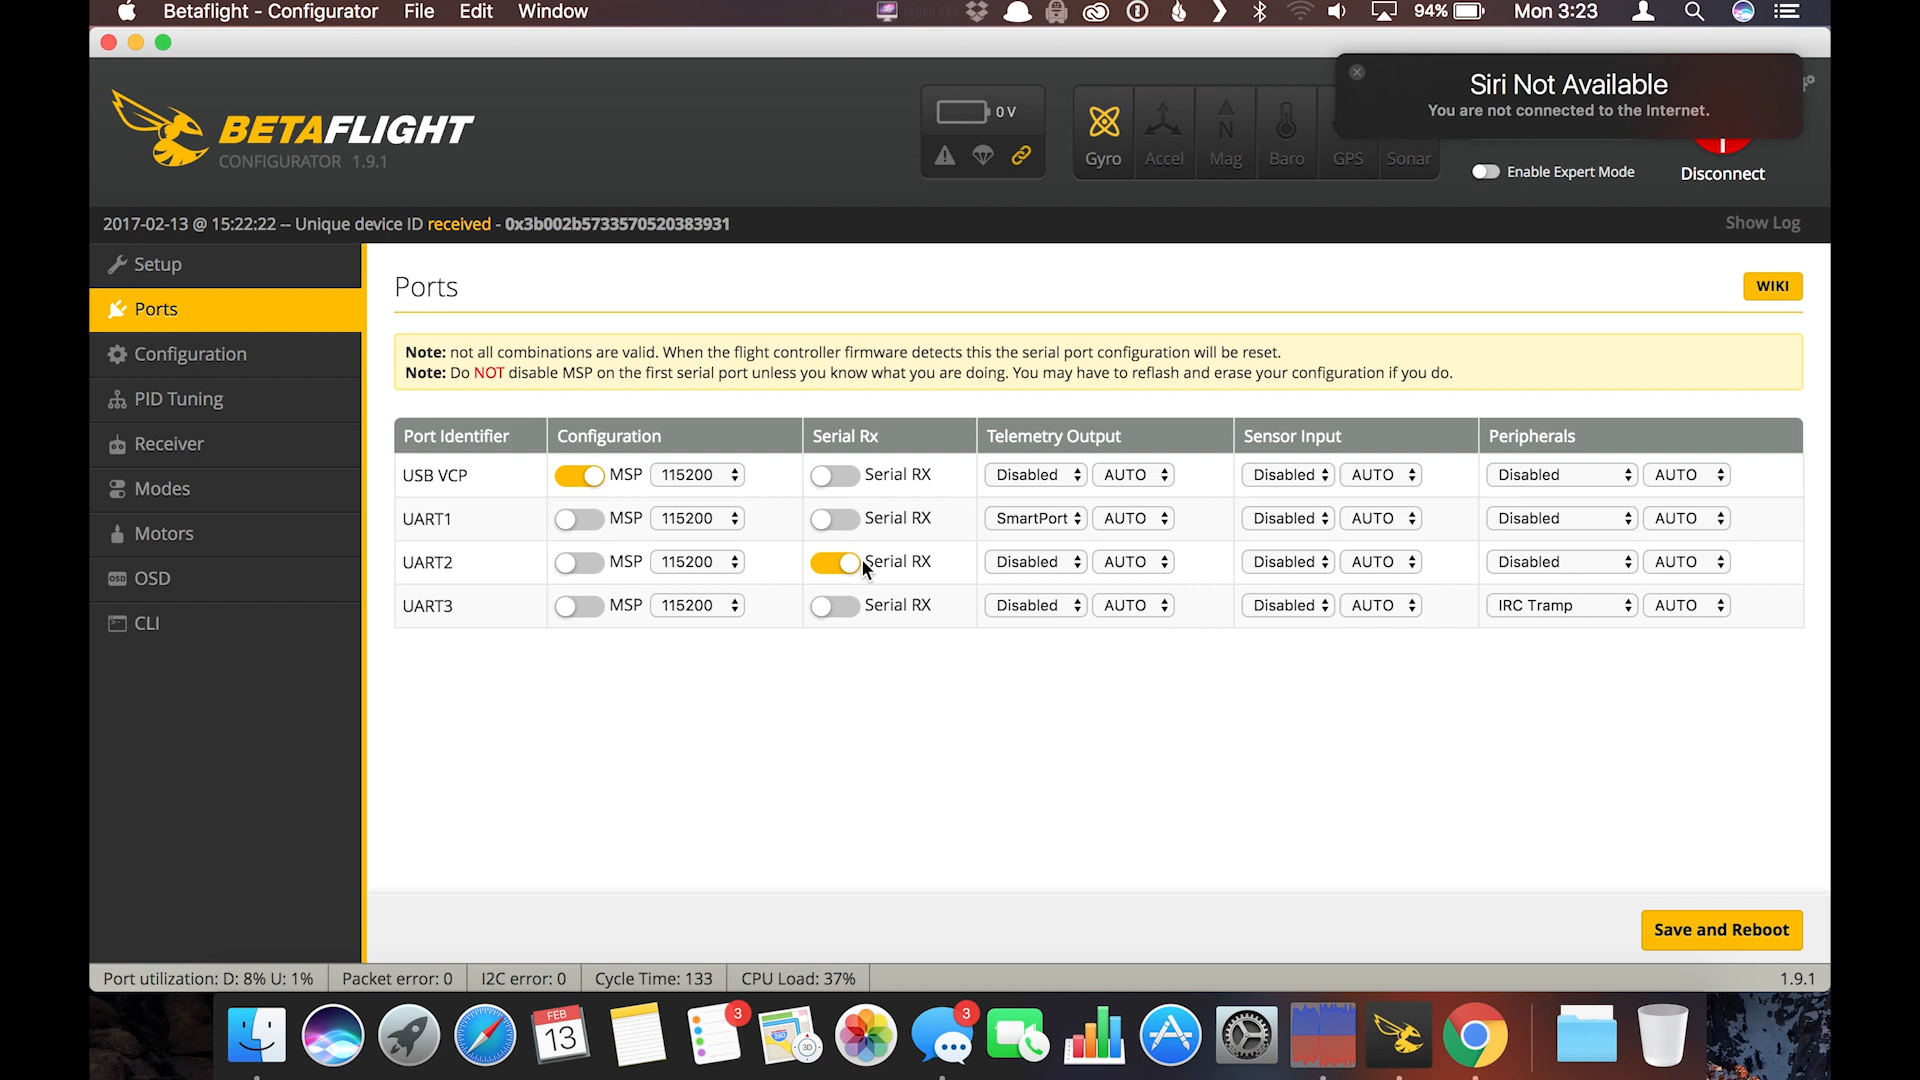 Betaflight - Configurator File Edit Window 94% Mon 3:23
Siri Not Available
You are not connected to the Internet.
BETAFLIGHT
CONFIGURATOR 1.9.1
0 V
Gyro Accel Mag Baro GPS Sonar
Enable Expert Mode
Disconnect
2017-02-13 @ 15:22:22 -- Unique device ID received - 0x3b002b5733570520383931
Show Log
Setup
Ports
Configuration
PID Tuning
Receiver
Modes
Motors
OSD OSD
CLI
Ports
WIKI
Note: not all combinations are valid. When the flight controller firmware detects this the serial port configuration will be reset.
Note: Do NOT disable MSP on the first serial port unless you know what you are doing. You may have to reflash and erase your configuration if you do.
Port Identifier Configuration Serial Rx Telemetry Output Sensor Input Peripherals
USB VCP MSP 115200 Serial RX Disabled AUTO Disabled AUTO Disabled AUTO
UART1 MSP 115200 Serial RX SmartPort AUTO Disabled AUTO Disabled AUTO
UART2 MSP 115200 Serial RX Disabled AUTO Disabled AUTO Disabled AUTO
UART3 MSP 115200 Serial RX Disabled AUTO Disabled AUTO IRC Tramp AUTO
Save and Reboot
Port utilization: D: 8% U: 1% Packet error: 0 I2C error: 0 Cycle Time: 133 CPU Load: 37% 1.9.1
FEB
13
3
280
3D
3